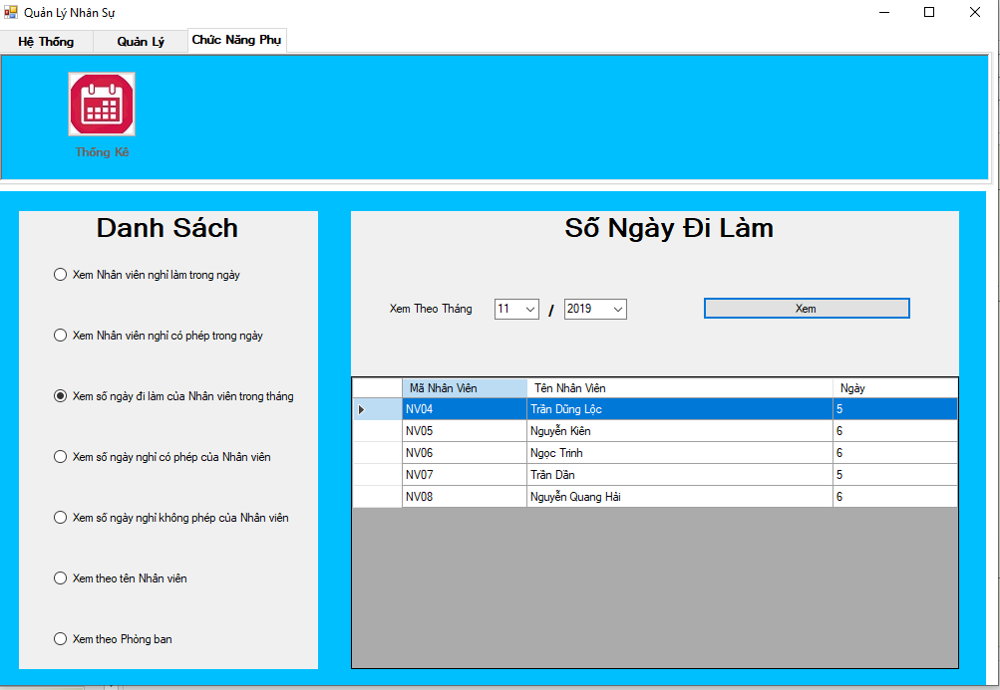 Quản Lý Nhân Sự
Hệ Thống Quản Lý Chức Năng Phụ
Thống Kê
Danh Sách
Xem Nhân viên nghỉ làm trong ngày
Xem Nhân viên nghỉ có phép trong ngày
Xem số ngày đi làm của Nhân viên trong tháng
Xem số ngày nghỉ có phép của Nhân viên
Xem số ngày nghỉ không phép của Nhân viên
Xem theo tên Nhân viên
Xem theo Phòng ban
Số Ngày Đi Làm
Xem Theo Tháng 11 / 2019 Xem
Mã Nhân Viên Tên Nhân Viên Ngày
NV04 Trần Dũng Lộc 5
NV05 Nguyễn Kiên 6
NV06 Ngọc Trinh 6
NV07 Trần Dần 5
NV08 Nguyễn Quang Hải 6